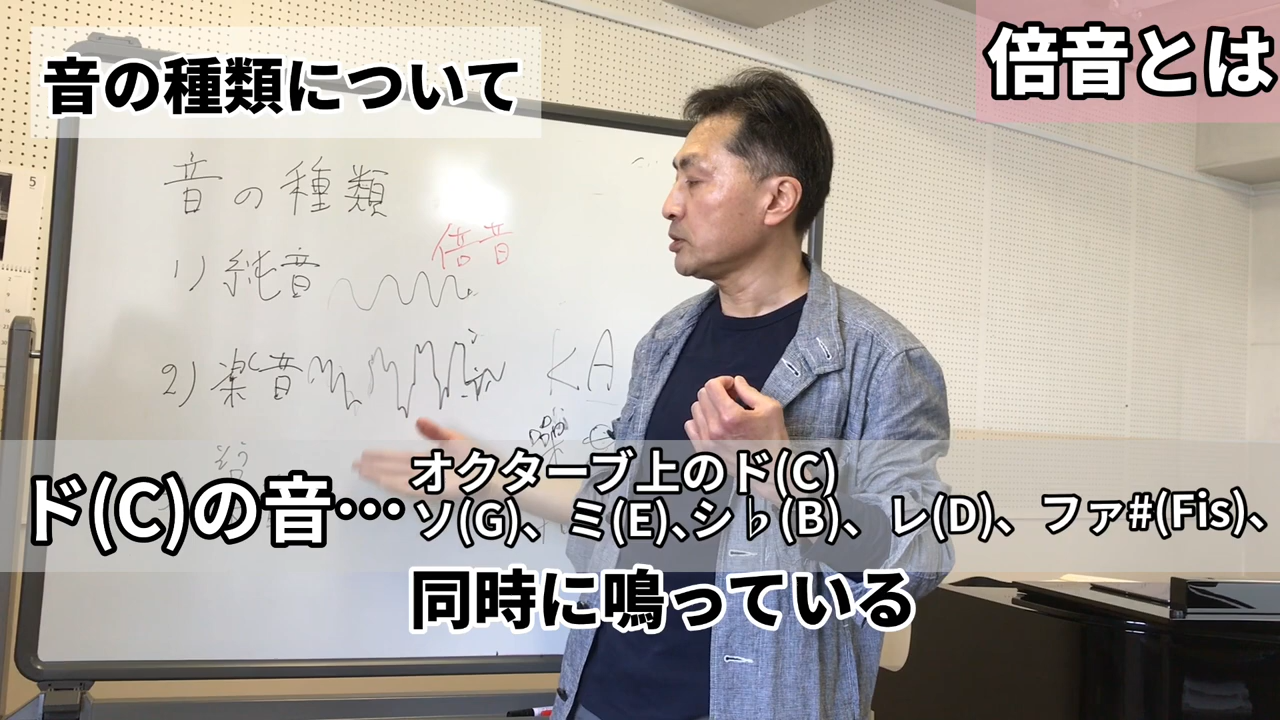 音の種類について
倍音とは
音の種類
倍音
1) 純音
2) 楽音
KA
5
ド(C)の音…
オクターブ上のド(C)
ソ(G)、ミ(E)、シ♭(B)、レ(D)、ファ#(Fis)、
同時に鳴っている